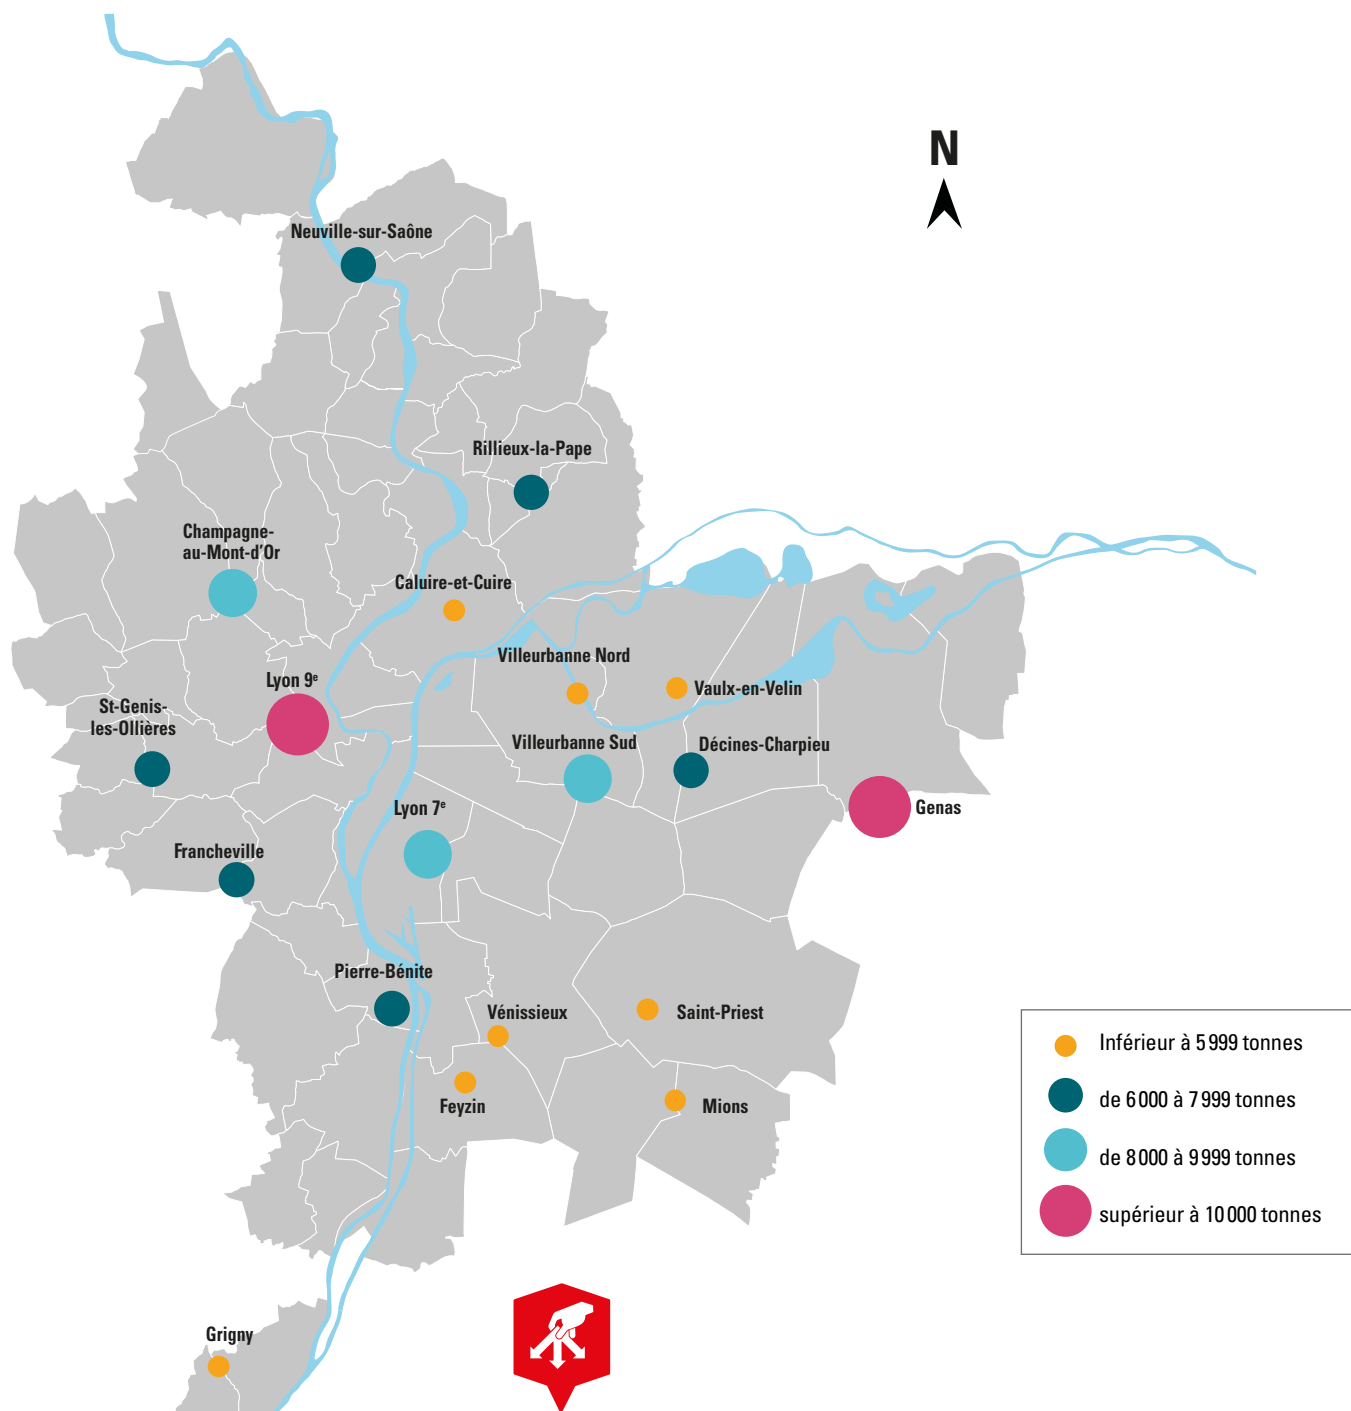 N
Neuville-sur-Saône
Rillieux-la-Pape
Champagne-
au-Mont-d'Or
Caluire-et-Cuire
Villeurbanne Nord
Lyon 9e
Vaulx-en-Velin
St-Genis-
les-Ollières
Villeurbanne Sud
Décines-Charpieu
Lyon 7e
Genas
Francheville
Pierre-Bénite
Vénissieux
Saint-Priest
Feyzin
Mions
Inférieur à 5 999 tonnes
de 6 000 à 7 999 tonnes
de 8 000 à 9 999 tonnes
supérieur à 10 000 tonnes
Grigny